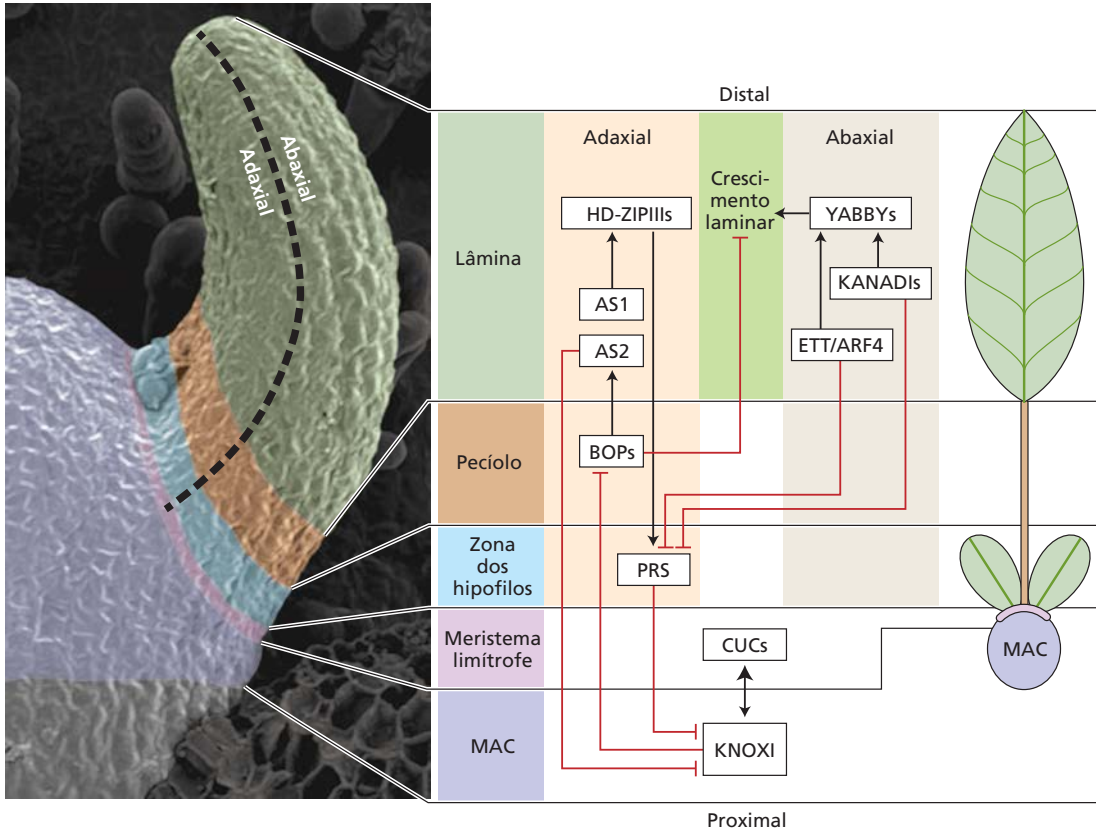 Distal
Adaxial
Abaxial
Abaxial
Adaxial
Cresci-
mento
laminar
HD-ZIPIIIs
YABBYs
Lâmina
KANADIs
AS1
AS2
ETT/ARF4
Pecíolo
BOPs
Zona
dos
hipofilos
PRS
Meristema
limítrofe
CUCs
MAC
MAC
KNOXI
Proximal